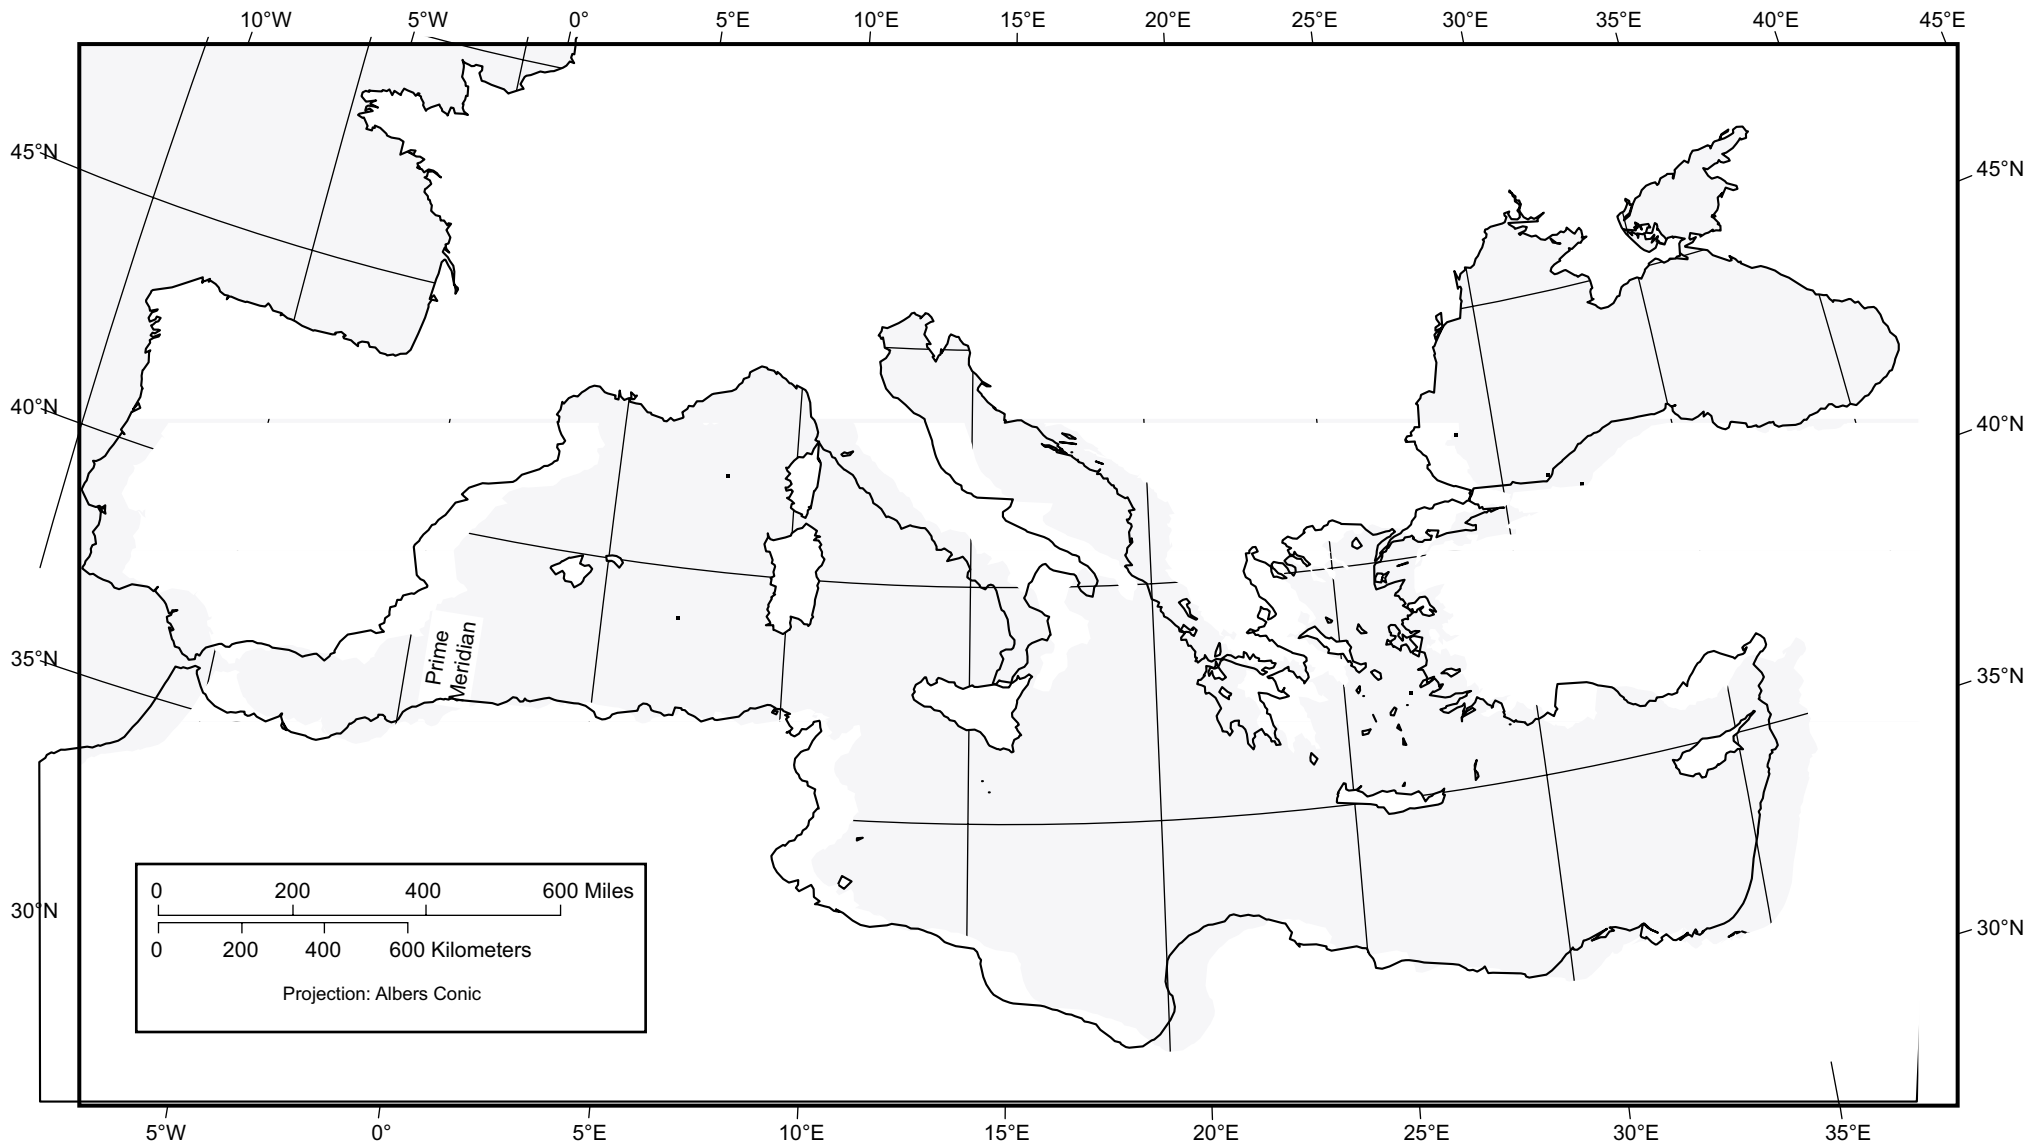 10°W 5°W 0° 5°E 10°E 15°E 20°E 25°E 30°E 35°E 40°E 45°E
45°N 45°N
40°N 40°N
35°N 35°N
Prime
Meridian
0 200 400 600 Miles
30°N 30°N
0 200 400 600 Kilometers
Projection: Albers Conic
5°W 0° 5°E 10°E 15°E 20°E 25°E 30°E 35°E